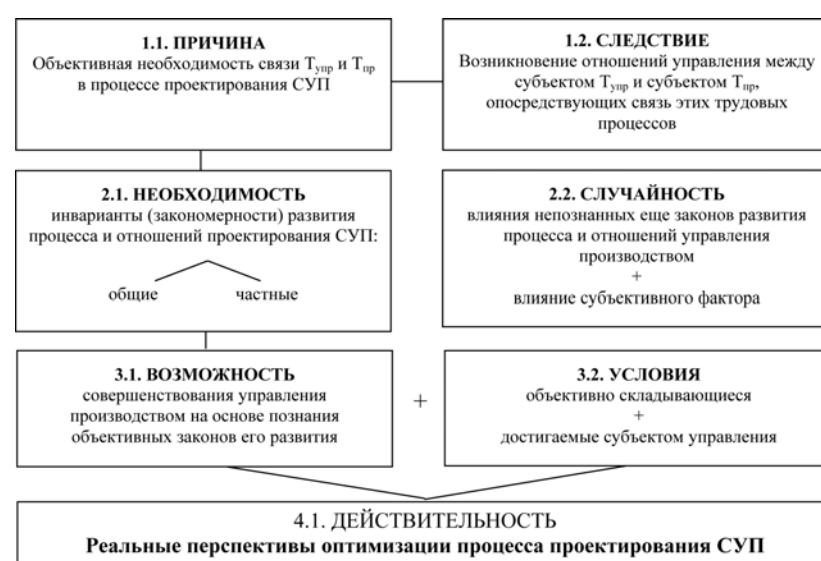 1.1. ПРИЧИНА
Объективная необходимость связи Tупр и Tпр
в процессе проектирования СУП
1.2. СЛЕДСТВИЕ
Возникновение отношений управления между
субъектом Tупр и субъектом Tпр,
опосредствующих связь этих трудовых
процессов
2.1. НЕОБХОДИМОСТЬ
инварианты (закономерности) развития
процесса и отношений проектирования СУП:
общие частные
2.2. СЛУЧАЙНОСТЬ
влияния непознанных еще законов развития
процесса и отношений управления
производством
+
влияние субъективного фактора
3.1. ВОЗМОЖНОСТЬ
совершенствования управления
производством на основе познания
объективных законов его развития
+
3.2. УСЛОВИЯ
объективно складывающиеся
+
достигаемые субъектом управления
4.1. ДЕЙСТВИТЕЛЬНОСТЬ
Реальные перспективы оптимизации процесса проектирования СУП